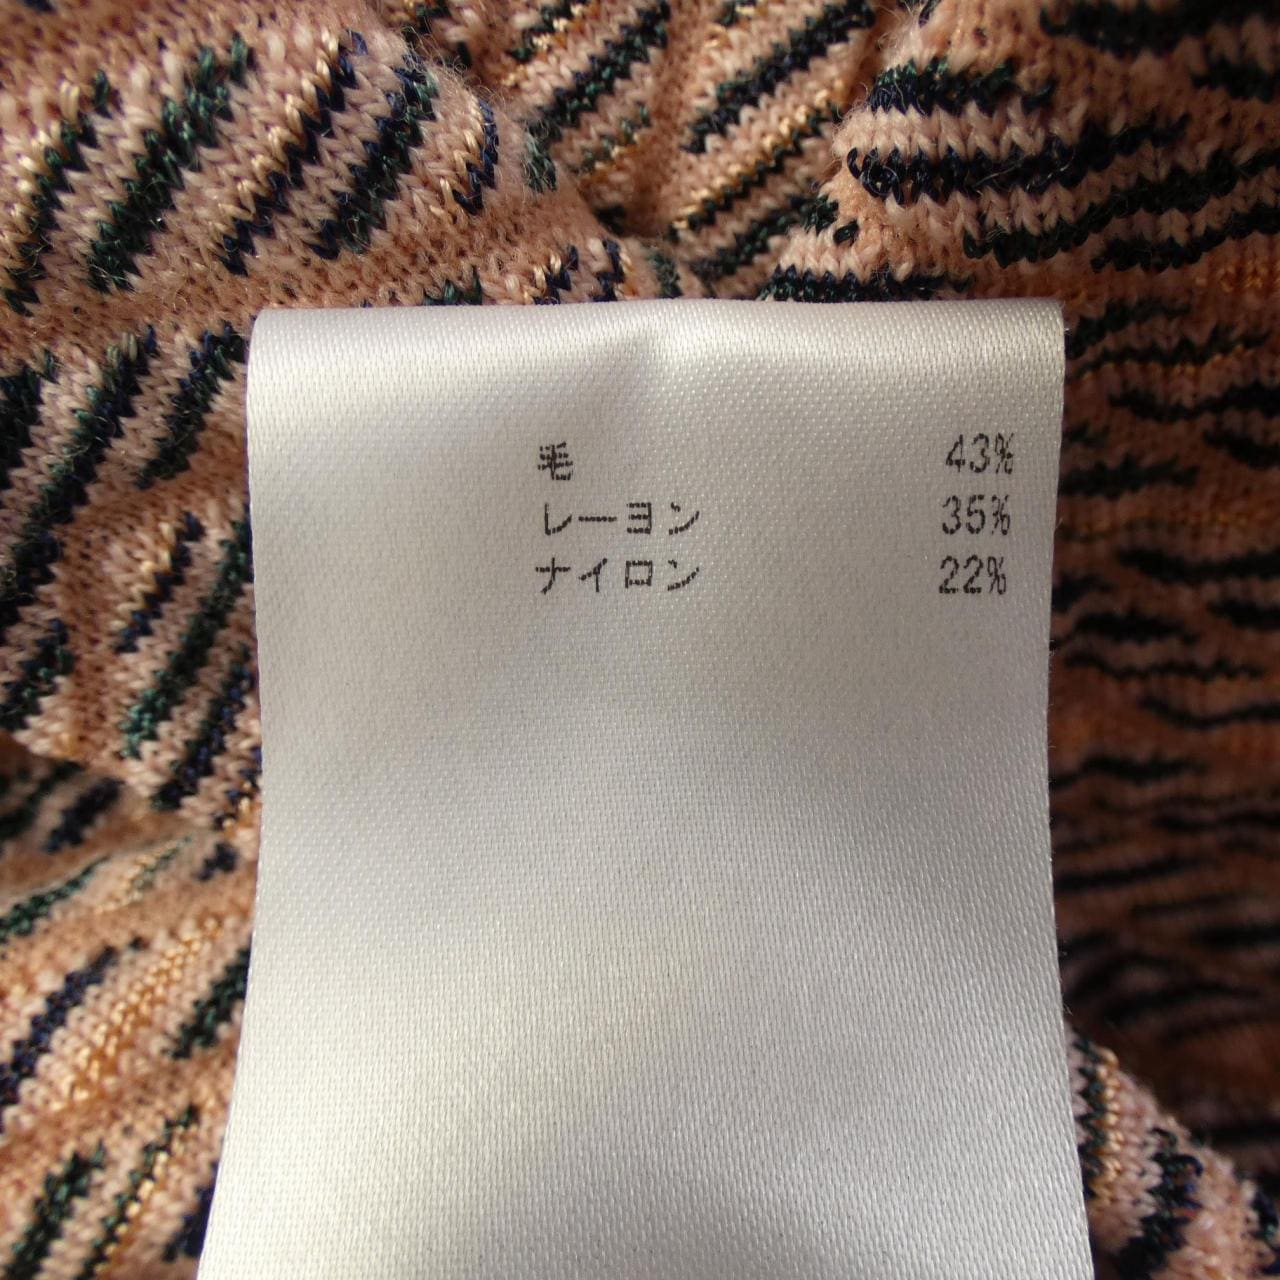 毛 43%
レーヨン 35%
ナイロン 22%